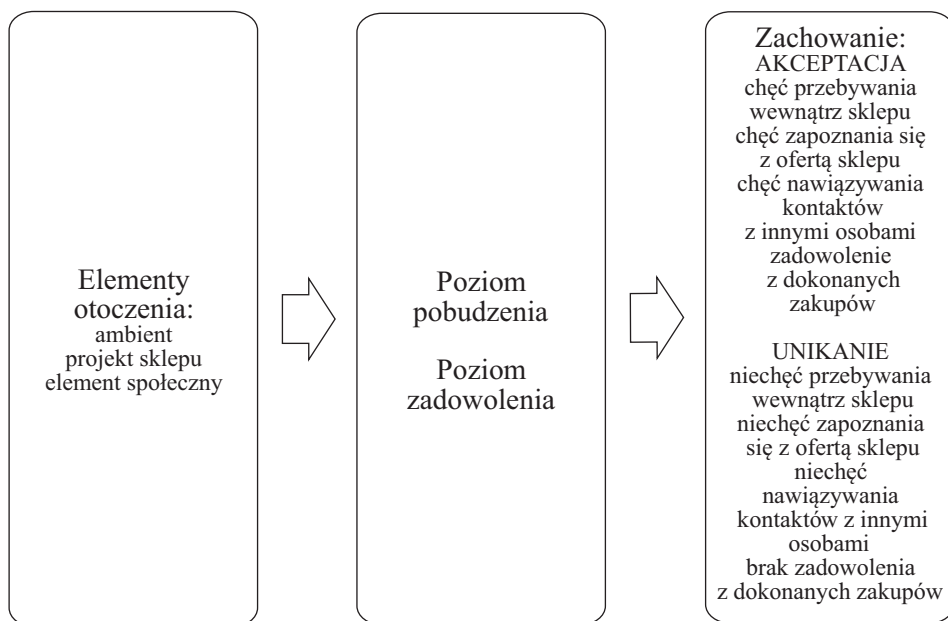 Elementy
otoczenia:
ambient
projekt sklepu
element społeczny
Poziom
pobudzenia
Poziom
zadowolenia
Zachowanie:
AKCEPTACJA
chęć przebywania
wewnątrz sklepu
chęć zapoznania się
z ofertą sklepu
chęć nawiązywania
kontaktów
z innymi osobami
zadowolenie
z dokonanych
zakupów
UNIKANIE
niechęć przebywania
wewnątrz sklepu
niechęć zapoznania
się z ofertą sklepu
niechęć
nawiązywania
kontaktów z innymi
osobami
brak zadowolenia
z dokonanych zakupów